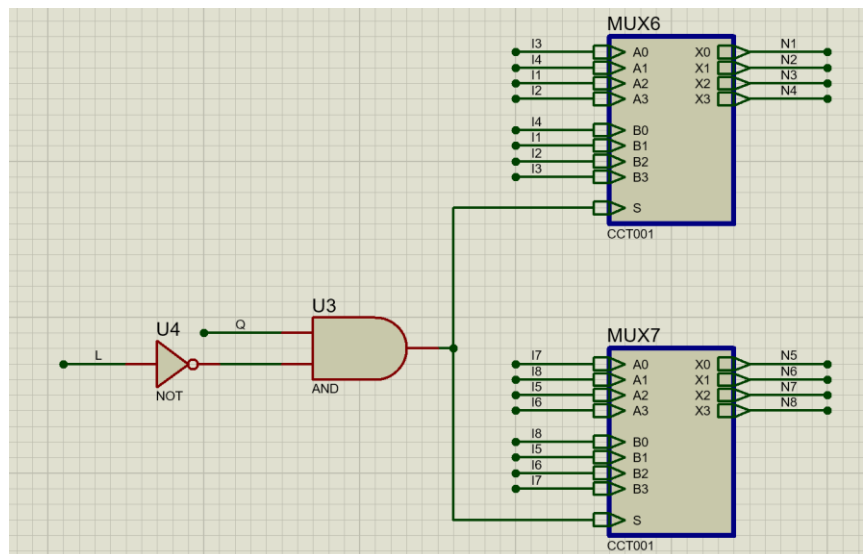 MUX6
I3 A0 X0 N1
I4 A1 X1 N2
I1 A2 X2 N3
I2 A3 X3 N4
I4 B0
I1 B1
I2 B2
I3 B3
S
CCT001
U3
Q
U4
L
NOT
AND
MUX7
I7 A0 X0 N5
I8 A1 X1 N6
I5 A2 X2 N7
I6 A3 X3 N8
I8 B0
I5 B1
I6 B2
I7 B3
S
CCT001